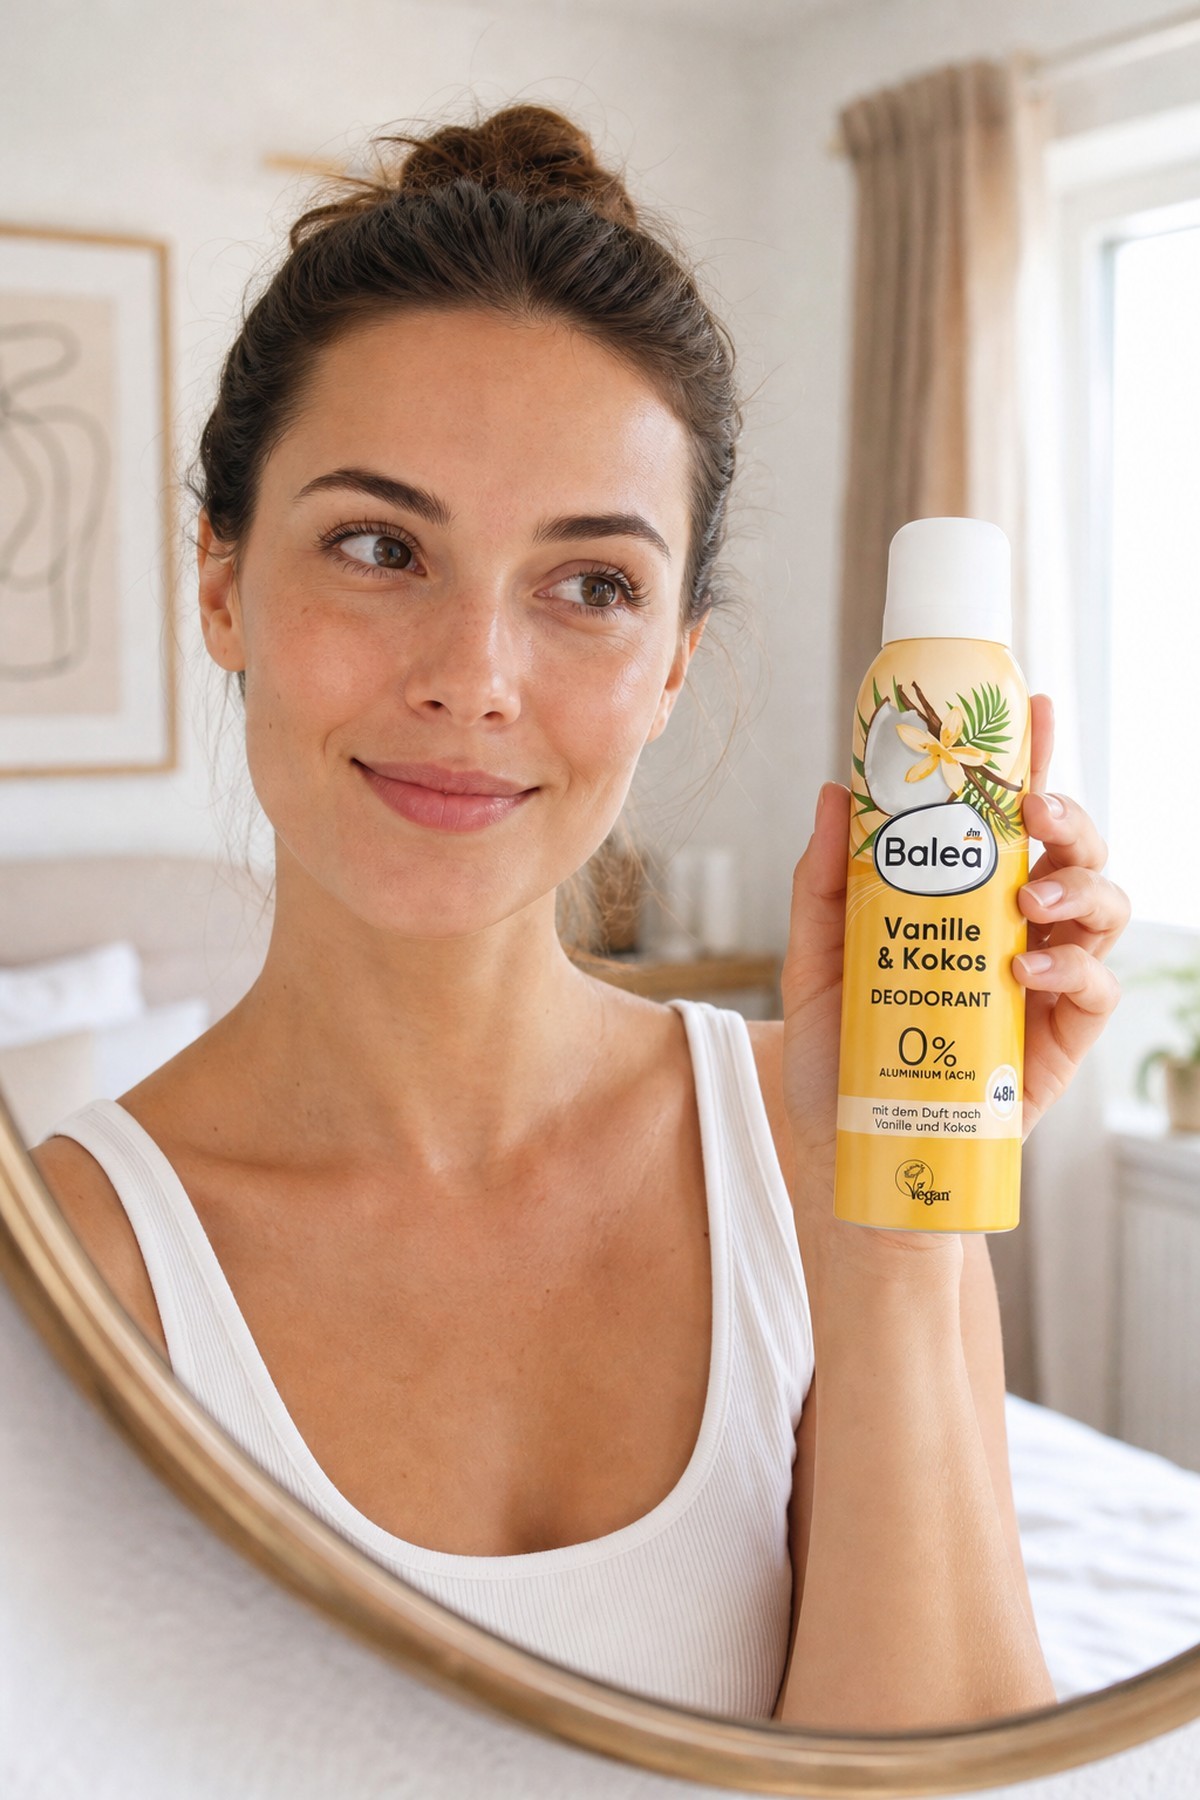 dm
Balea
Vanille
& Kokos
DEODORANT
0%
ALUMINIUM (ACH)
48h
mit dem Duft nach
Vanille und Kokos
Vegan